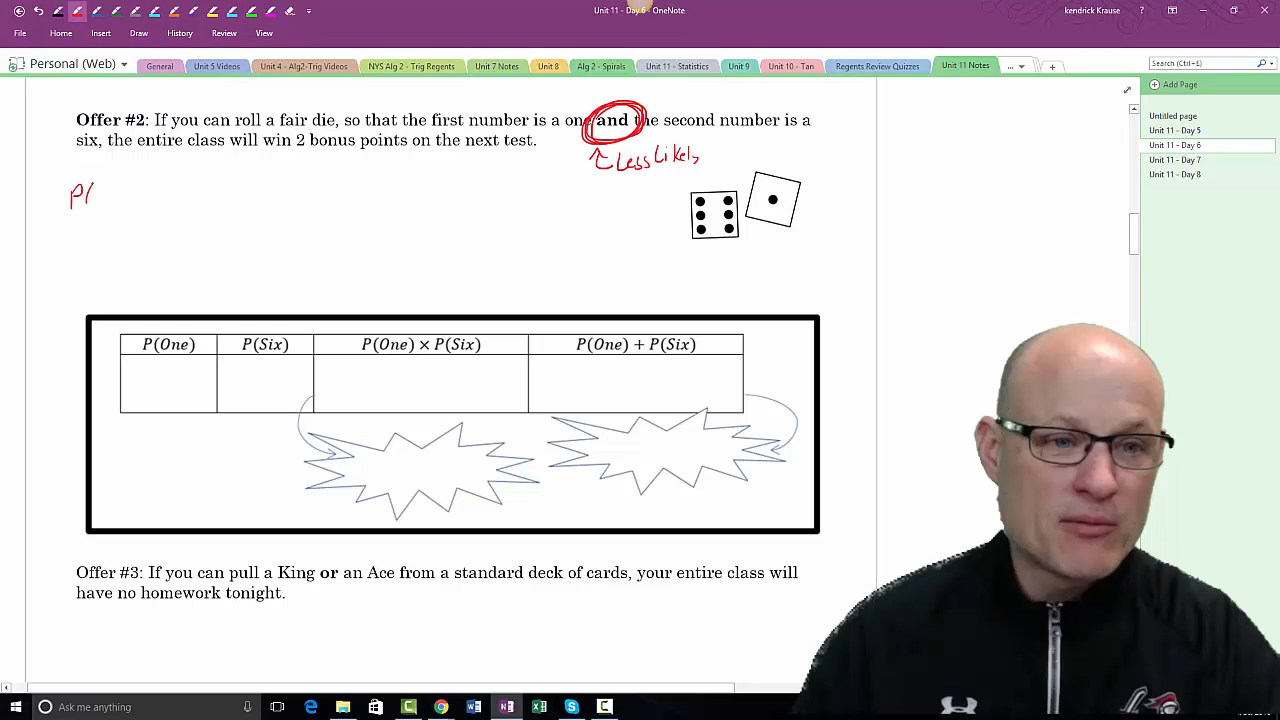 Unit 11 - Day 6 - OneNote
kendrick Krause
?
File Home Insert Draw History Review View
Personal (Web)
General Unit 5 Videos Unit 4 - Alg2-Trig Videos NYS Alg 2 - Trig Regents Unit 7 Notes Unit 8 Alg 2 - Spirals Unit 11 - Statistics Unit 9 Unit 10 - Tan Regents Review Quizzes Unit 11 Notes ...
Search (Ctrl+E)
Add Page
Untitled page
Unit 11 - Day 5
Unit 11 - Day 6
Unit 11 - Day 7
Unit 11 - Day 8
Offer #2: If you can roll a fair die, so that the first number is a one and the second number is a
six, the entire class will win 2 bonus points on the next test.
Less Likely
P(
P(One) P(Six) P(One) × P(Six) P(One) + P(Six)
Offer #3: If you can pull a King or an Ace from a standard deck of cards, your entire class will
have no homework tonight.
Ask me anything